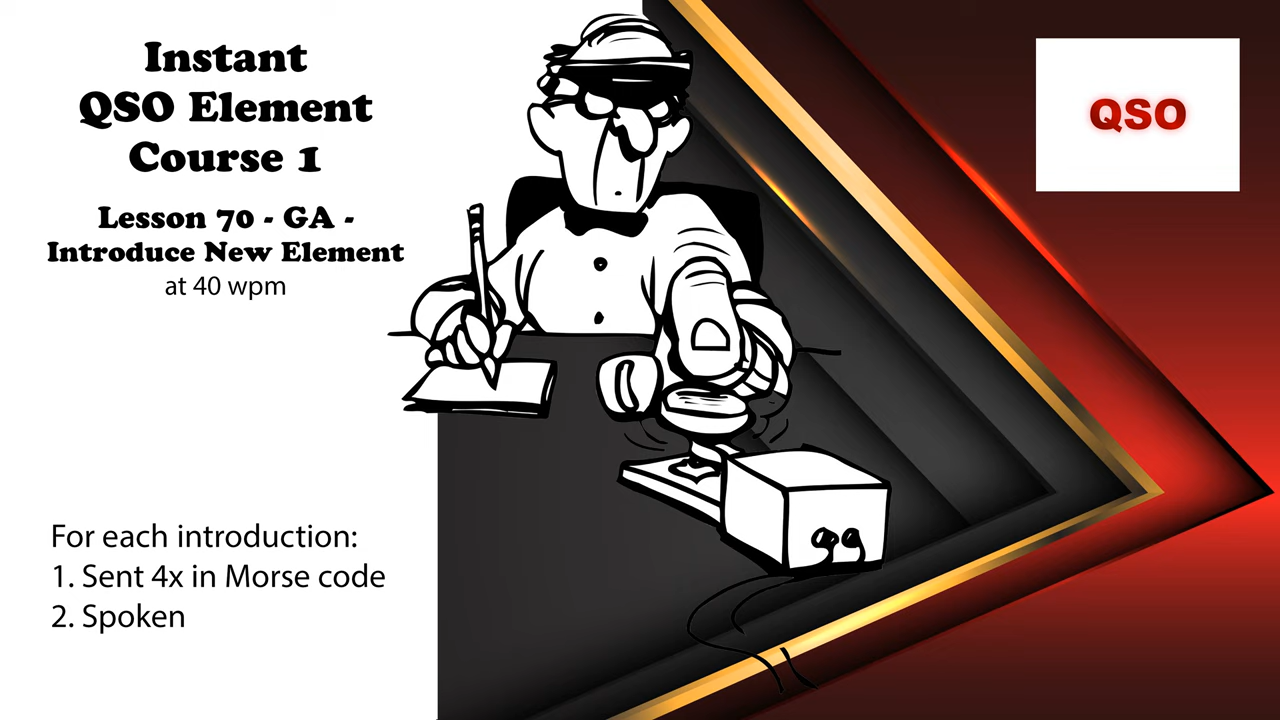 Instant
QSO Element
Course 1
Lesson 70 - GA -
Introduce New Element
at 40 wpm
QSO
For each introduction:
1. Sent 4x in Morse code
2. Spoken